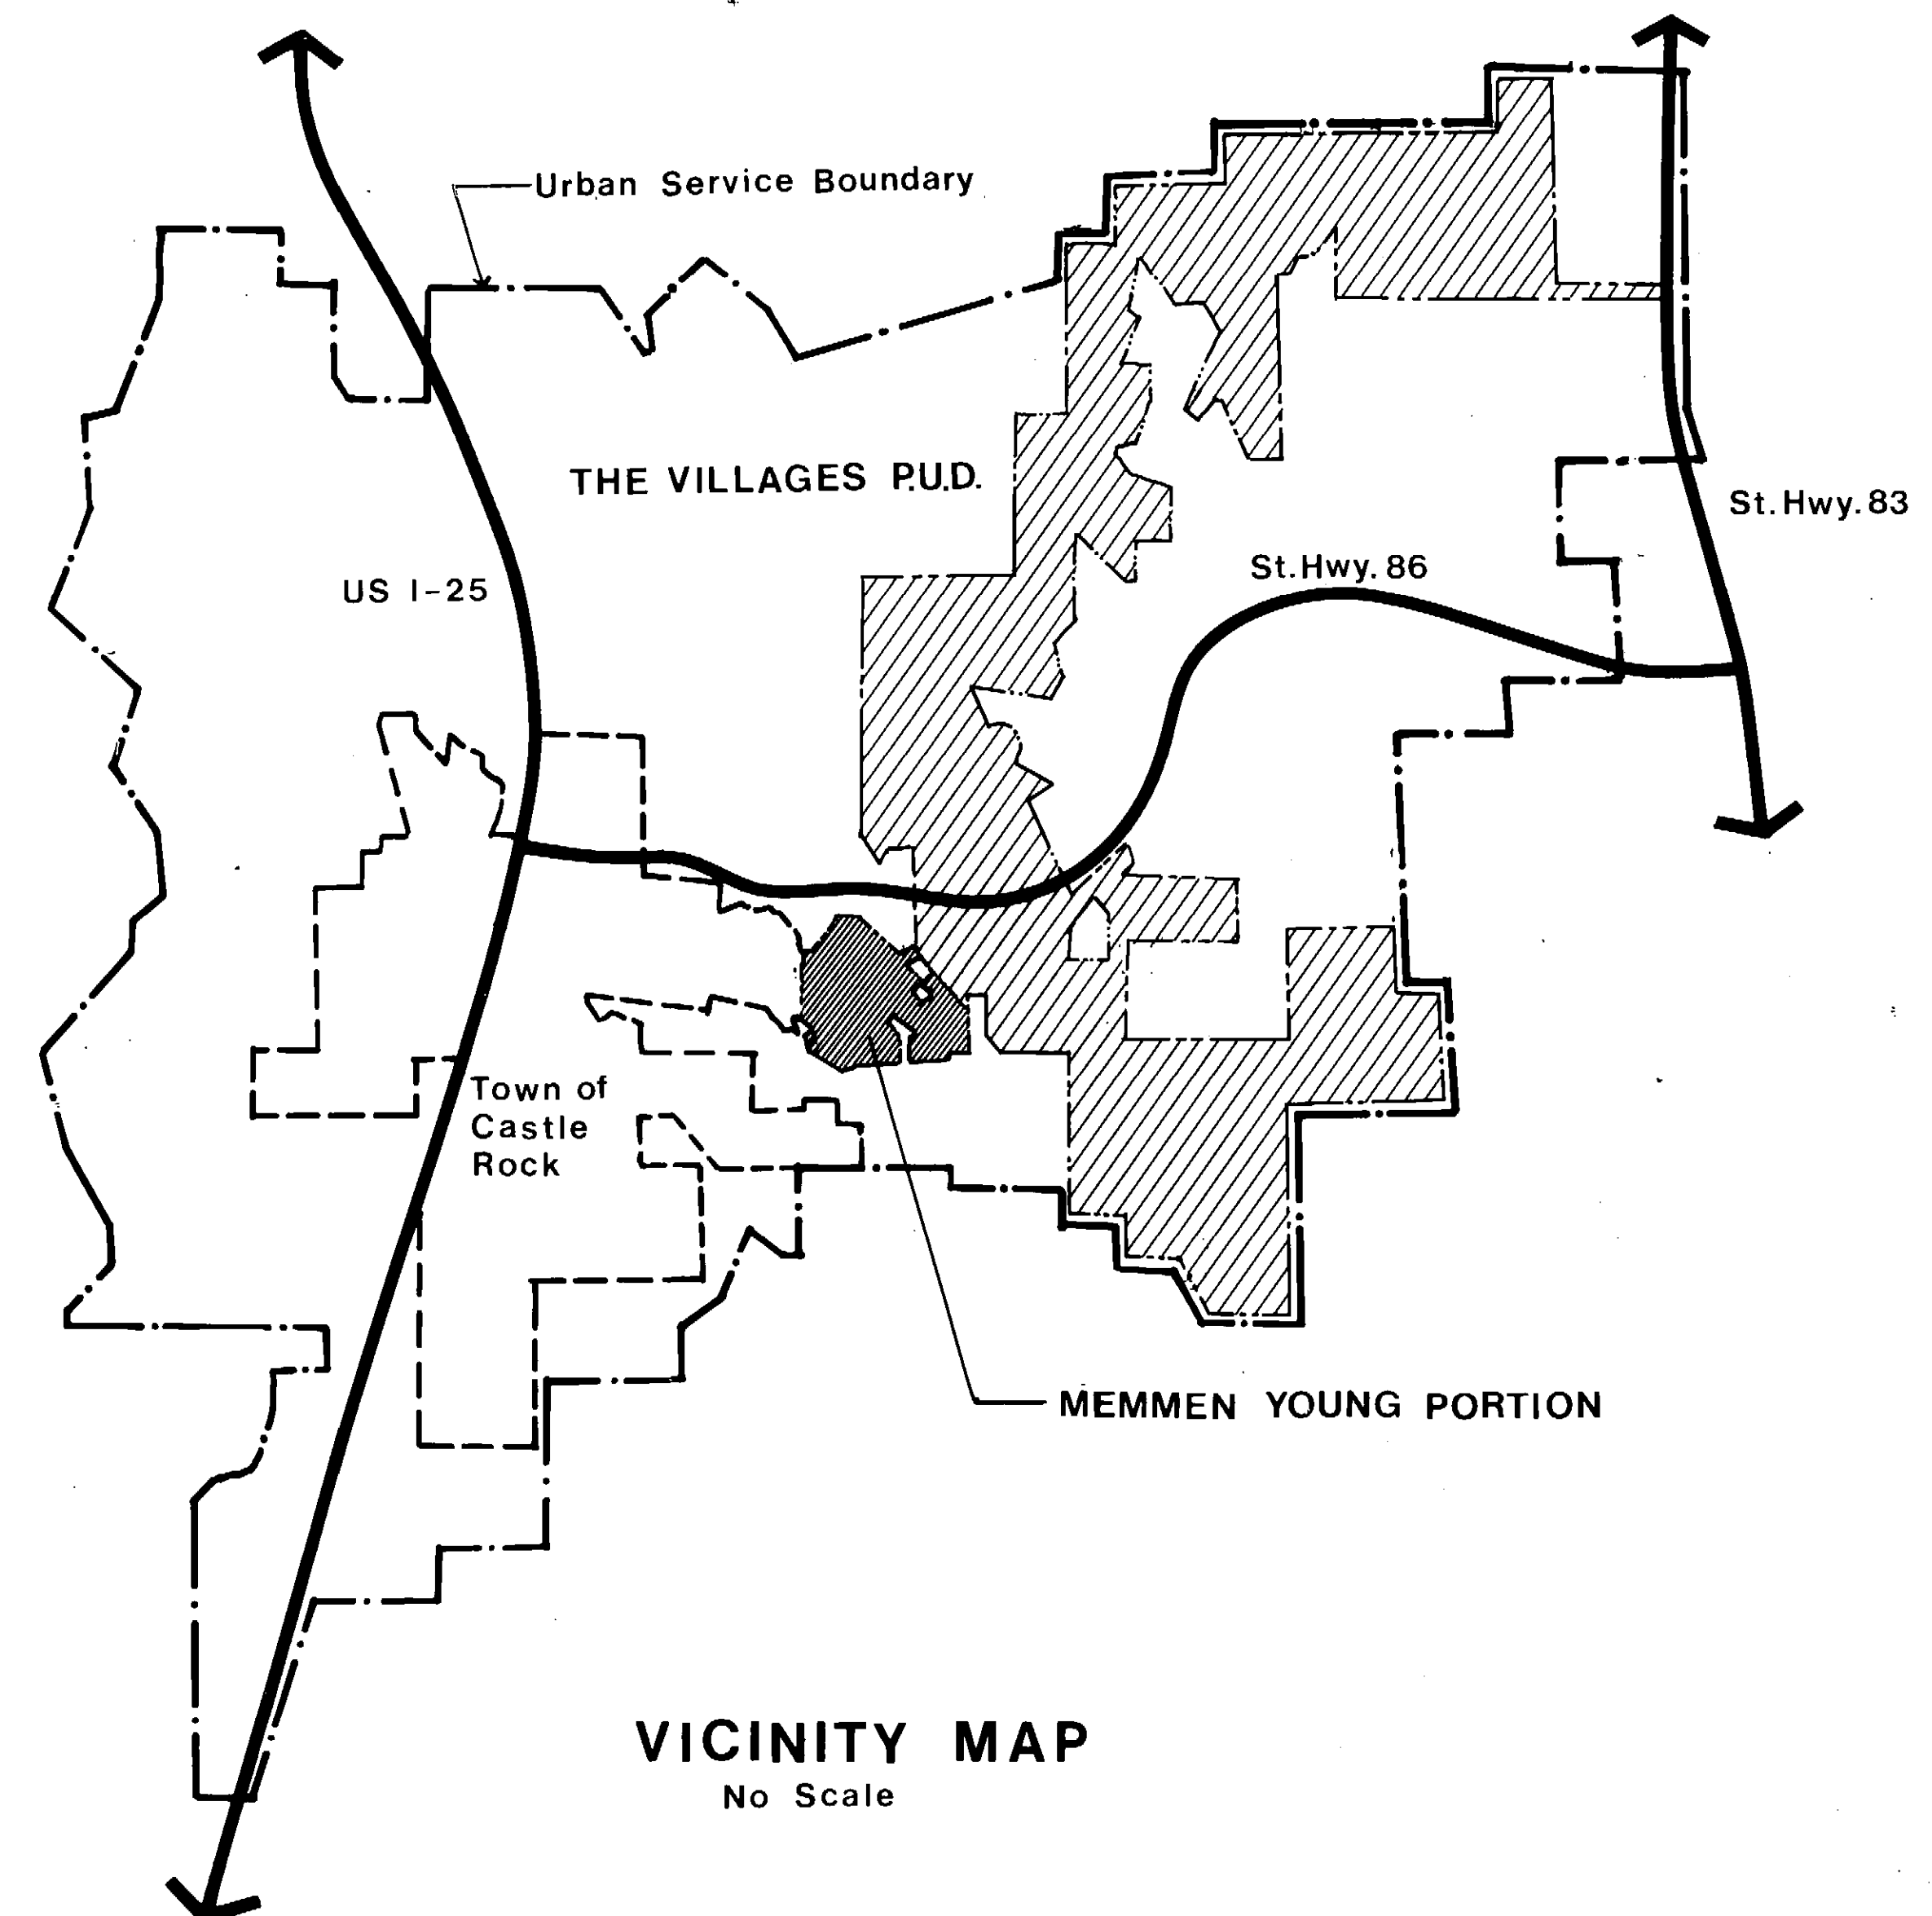 Urban Service Boundary
THE VILLAGES P.U.D.
St. Hwy. 83
St. Hwy. 86
US I-25
Town of
Castle
Rock
MEMMEN YOUNG PORTION
VICINITY MAP
No Scale